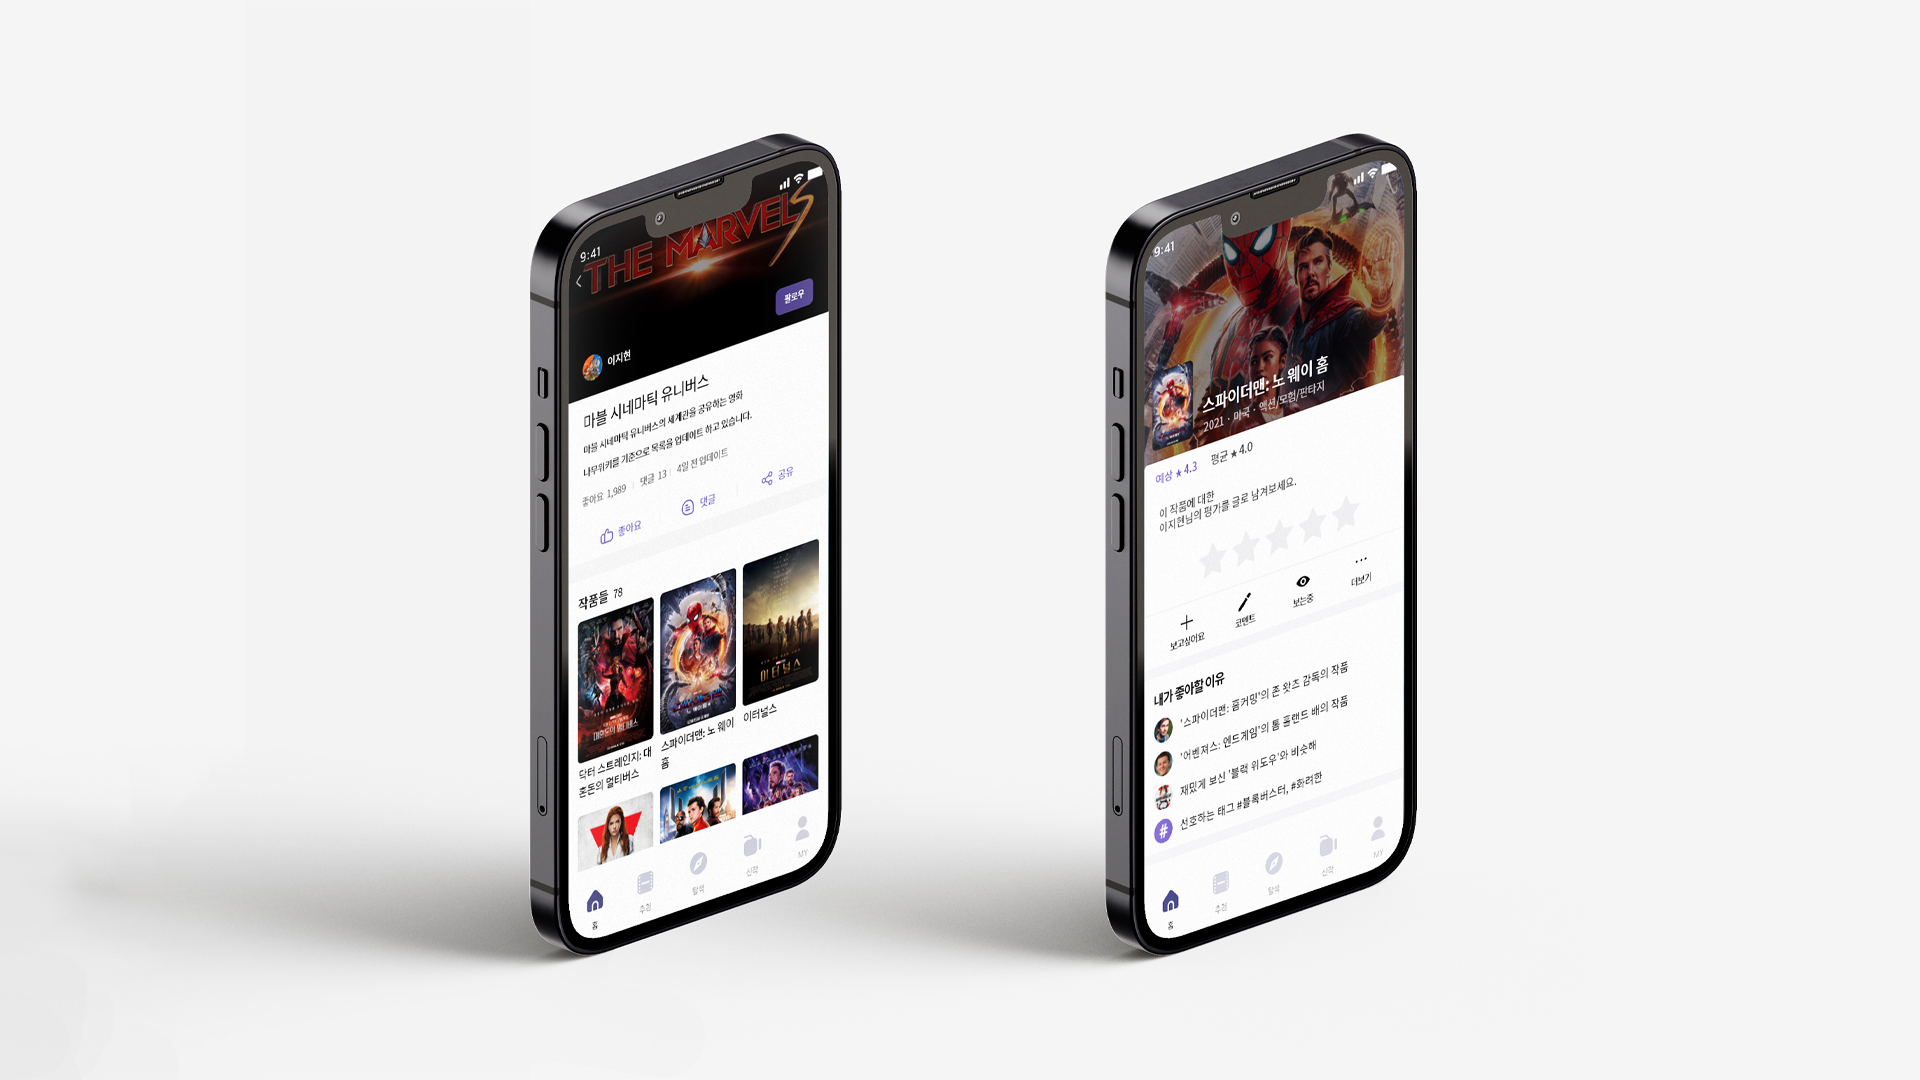 9:41
THE MARVELS
팔로우
이지현
마블 시네마틱 유니버스
마블 시네마틱 유니버스의 세계관을 공유하는 영화
나무위키를 기준으로 목록을 업데이트 하고 있습니다.
좋아요 1,989 | 댓글 13 | 4일 전 업데이트
좋아요
댓글
공유
작품들 78
이터널스
닥터 스트레인지: 대
혼돈의 멀티버스
스파이더맨: 노 웨이
홈
이터널스
홈
추천
탐색
신작
MY
9:41
스파이더맨: 노 웨이 홈
2021 · 미국 · 액션/모험/판타지
예상 ★ 4.3 평균 ★ 4.0
이 작품에 대한
이지현님의 평가를 글로 남겨보세요.
보고싶어요
코멘트
보는중
더보기
내가 좋아할 이유
'스파이더맨: 홈커밍'의 존 왓츠 감독의 작품
'어벤져스: 엔드게임'의 톰 홀랜드 배의 작품
재밌게 보신 '블랙 위도우'와 비슷해
# 선호하는 태그 #블록버스터, #화려한
홈
추천
탐색
신작
MY